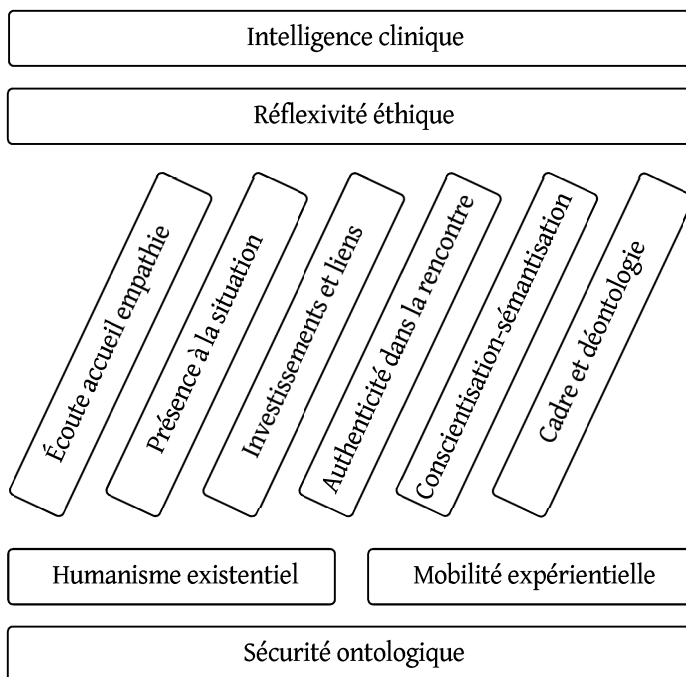 Intelligence clinique
Réflexivité éthique
Écoute accueil empathie
Présence à la situation
Investissements et liens
Authenticité dans la rencontre
Conscientisation-sémantisation
Cadre et déontologie
Humanisme existentiel
Mobilité expérientielle
Sécurité ontologique